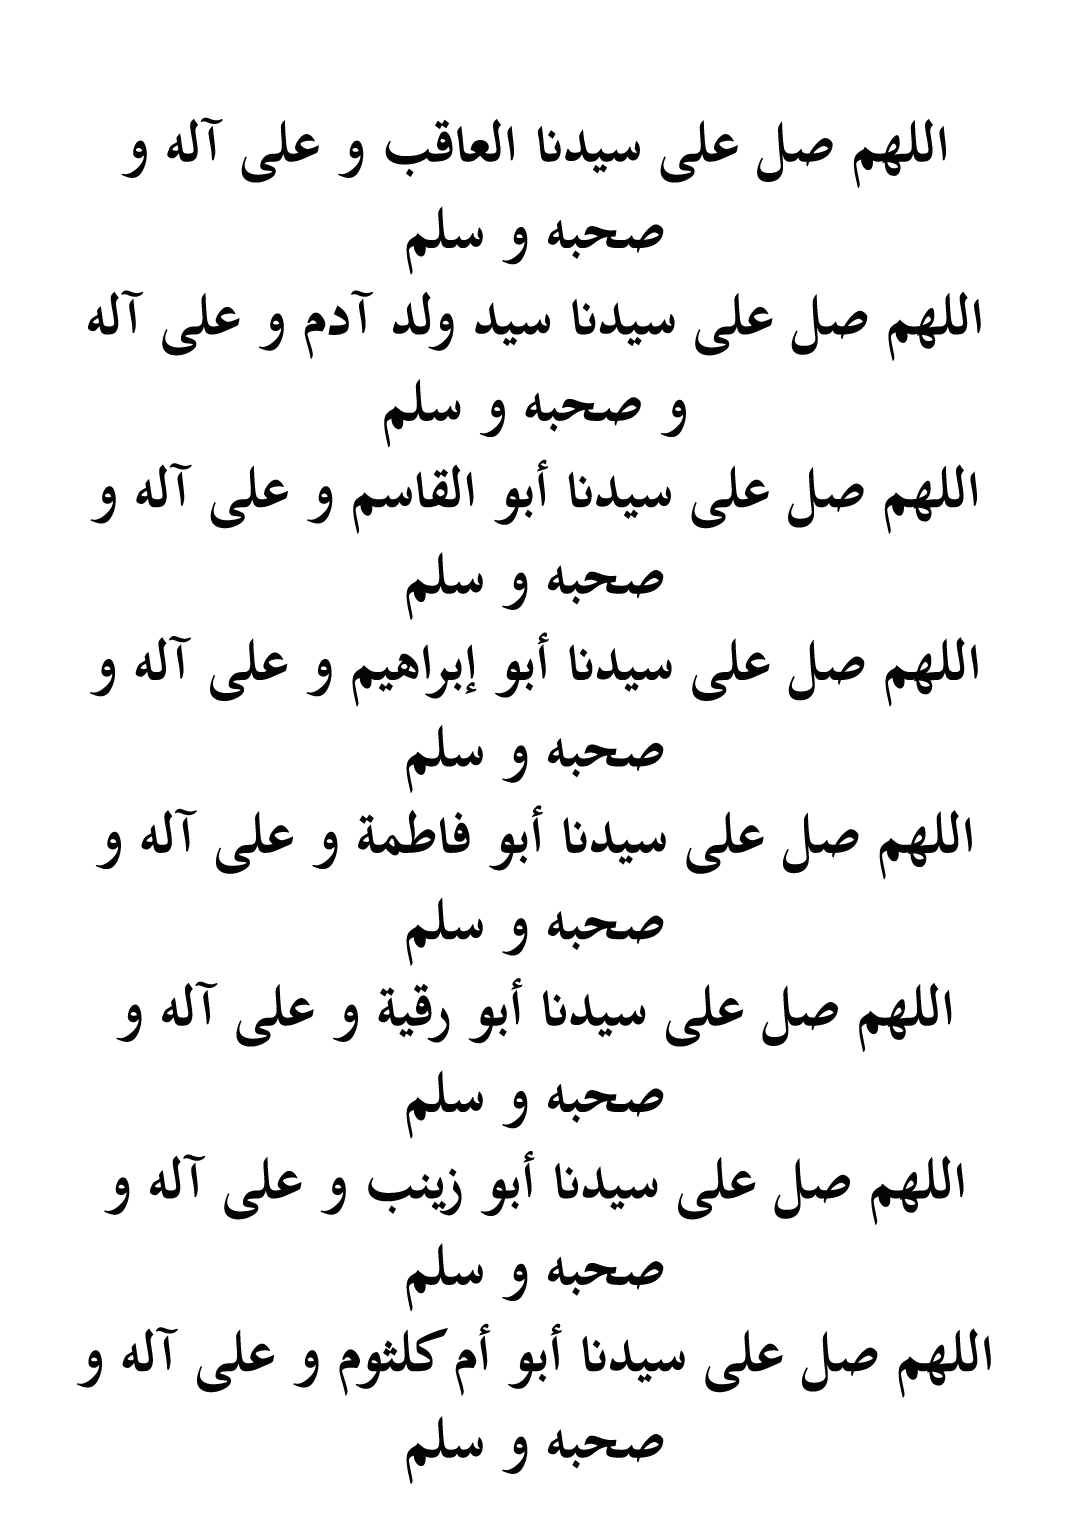 اللهم صل على سيدنا العاقب و على آله و
صحبه و سلم
اللهم صل على سيدنا سيد ولد آدم و على آله
و صحبه و سلم
اللهم صل على سيدنا أبو القاسم و على آله و
صحبه و سلم
اللهم صل على سيدنا أبو إبراهيم و على آله و
صحبه و سلم
اللهم صل على سيدنا أبو فاطمة و على آله و
صحبه و سلم
اللهم صل على سيدنا أبو رقية و على آله و
صحبه و سلم
اللهم صل على سيدنا أبو زينب و على آله و
صحبه و سلم
اللهم صل على سيدنا أبو أم كلثوم و على آله و
صحبه و سلم